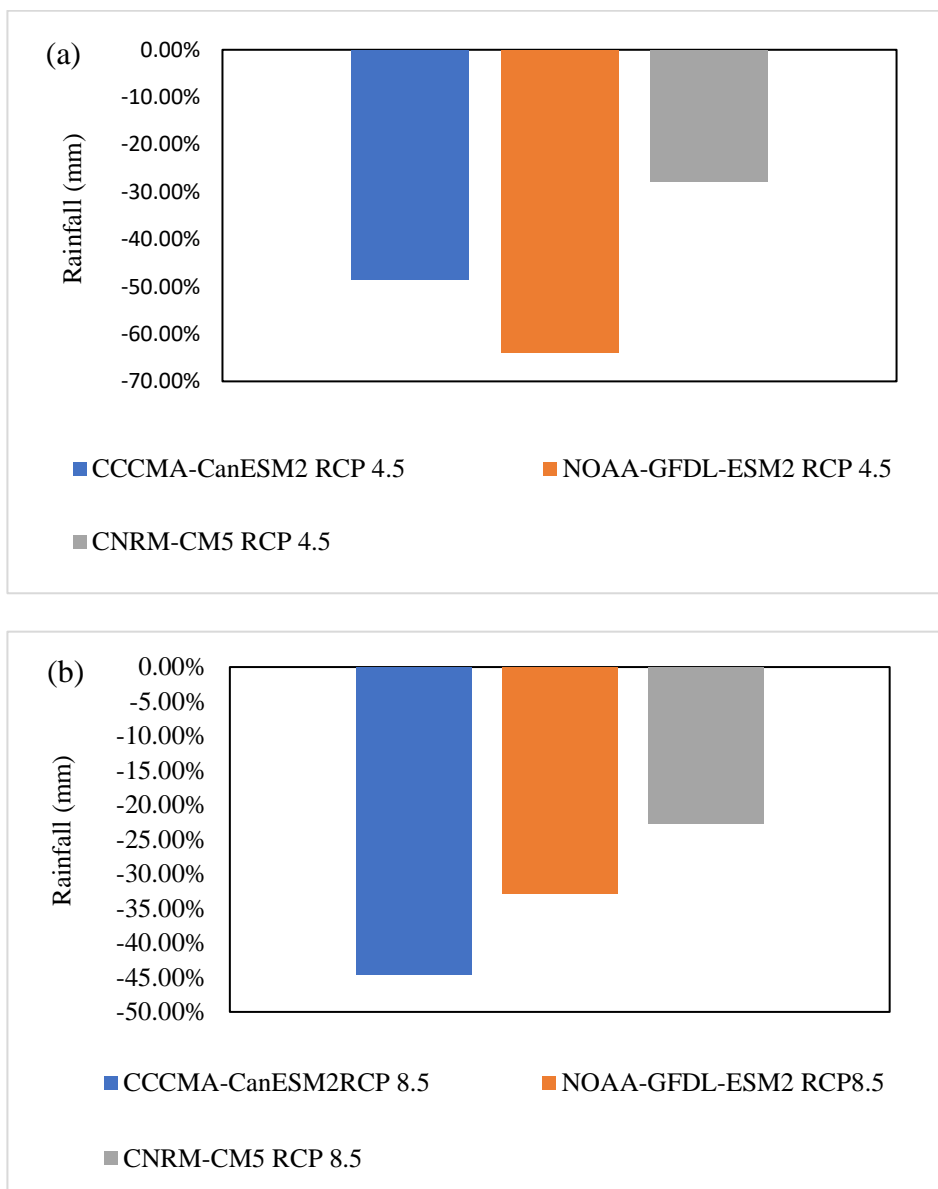 (a)
0.00%
-10.00%
-20.00%
-30.00%
-40.00%
-50.00%
-60.00%
-70.00%
Rainfall (mm)
CCCMA-CanESM2 RCP 4.5
NOAA-GFDL-ESM2 RCP 4.5
CNRM-CM5 RCP 4.5
(b)
0.00%
-5.00%
-10.00%
-15.00%
-20.00%
-25.00%
-30.00%
-35.00%
-40.00%
-45.00%
-50.00%
Rainfall (mm)
CCCMA-CanESM2RCP 8.5
NOAA-GFDL-ESM2 RCP8.5
CNRM-CM5 RCP 8.5